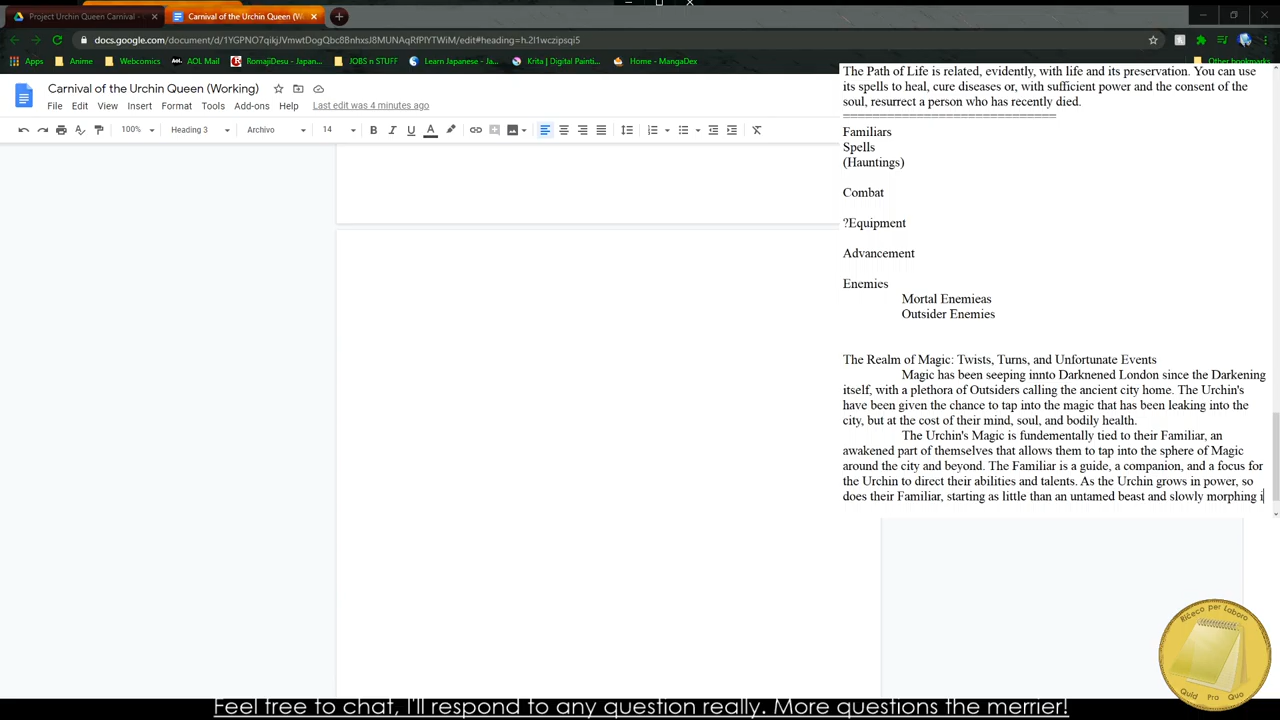 Project Urchin Queen Carnival -
Carnival of the Urchin Queen (W
docs.google.com/document/d/1YGPNO7qikjJVmwtDogQbc8BnhxsJ8MUNAqRfPlYTWiM/edit#heading=h.2l1wczipsqi5
Apps Anime Webcomics AOL Mail RomajiDesu - Japan... JOBS n STUFF Learn Japanese - Ja... Krita | Digital Painti... Home - MangaDex Other bookmarks
Carnival of the Urchin Queen (Working)
File Edit View Insert Format Tools Add-ons Help Last edit was 4 minutes ago
100% Heading 3 Archivo 14 B I U A
The Path of Life is related, evidently, with life and its preservation. You can use
its spells to heal, cure diseases or, with sufficient power and the consent of the
soul, resurrect a person who has recently died.
=============================
Familiars
Spells
(Hauntings)
Combat
?Equipment
Advancement
Enemies
Mortal Enemieas
Outsider Enemies
The Realm of Magic: Twists, Turns, and Unfortunate Events
Magic has been seeping innto Darknened London since the Darkening
itself, with a plethora of Outsiders calling the ancient city home. The Urchin's
have been given the chance to tap into the magic that has been leaking into the
city, but at the cost of their mind, soul, and bodily health.
The Urchin's Magic is fundementally tied to their Familiar, an
awakened part of themselves that allows them to tap into the sphere of Magic
around the city and beyond. The Familiar is a guide, a companion, and a focus for
the Urchin to direct their abilities and talents. As the Urchin grows in power, so
does their Familiar, starting as little than an untamed beast and slowly morphing i
Riĉeco per Laboro
Quid Pro Quo
Feel free to chat, I'll respond to any question really. More questions the merrier!